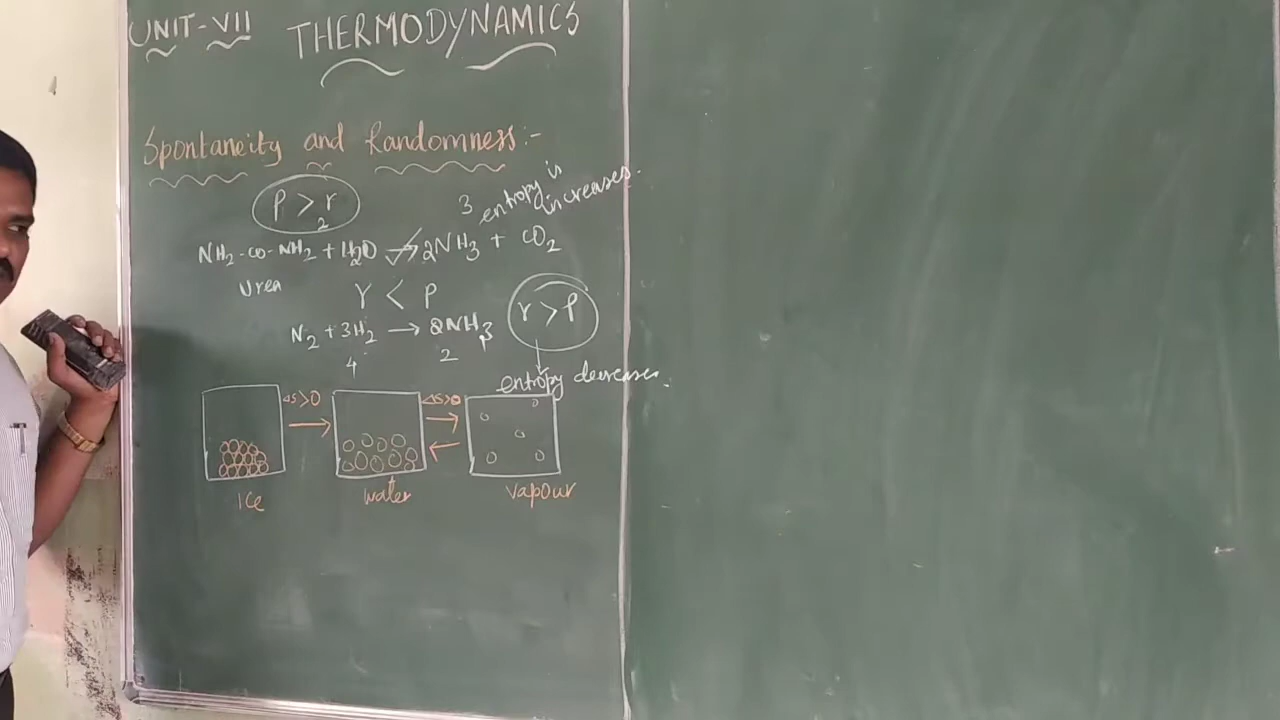 UNIT-VII THERMODYNAMICS
Spontaneity and Randomness:-
P > r
2
3
entropy is
increases.
NH₂-CO-NH₂ + H₂O → 2NH₃ + CO₂
Urea
r < P
r > P
N₂ + 3H₂ → 2NH₃
4
2
entropy decreases.
ΔS>0
ΔS>0
Ice
Water
Vapour